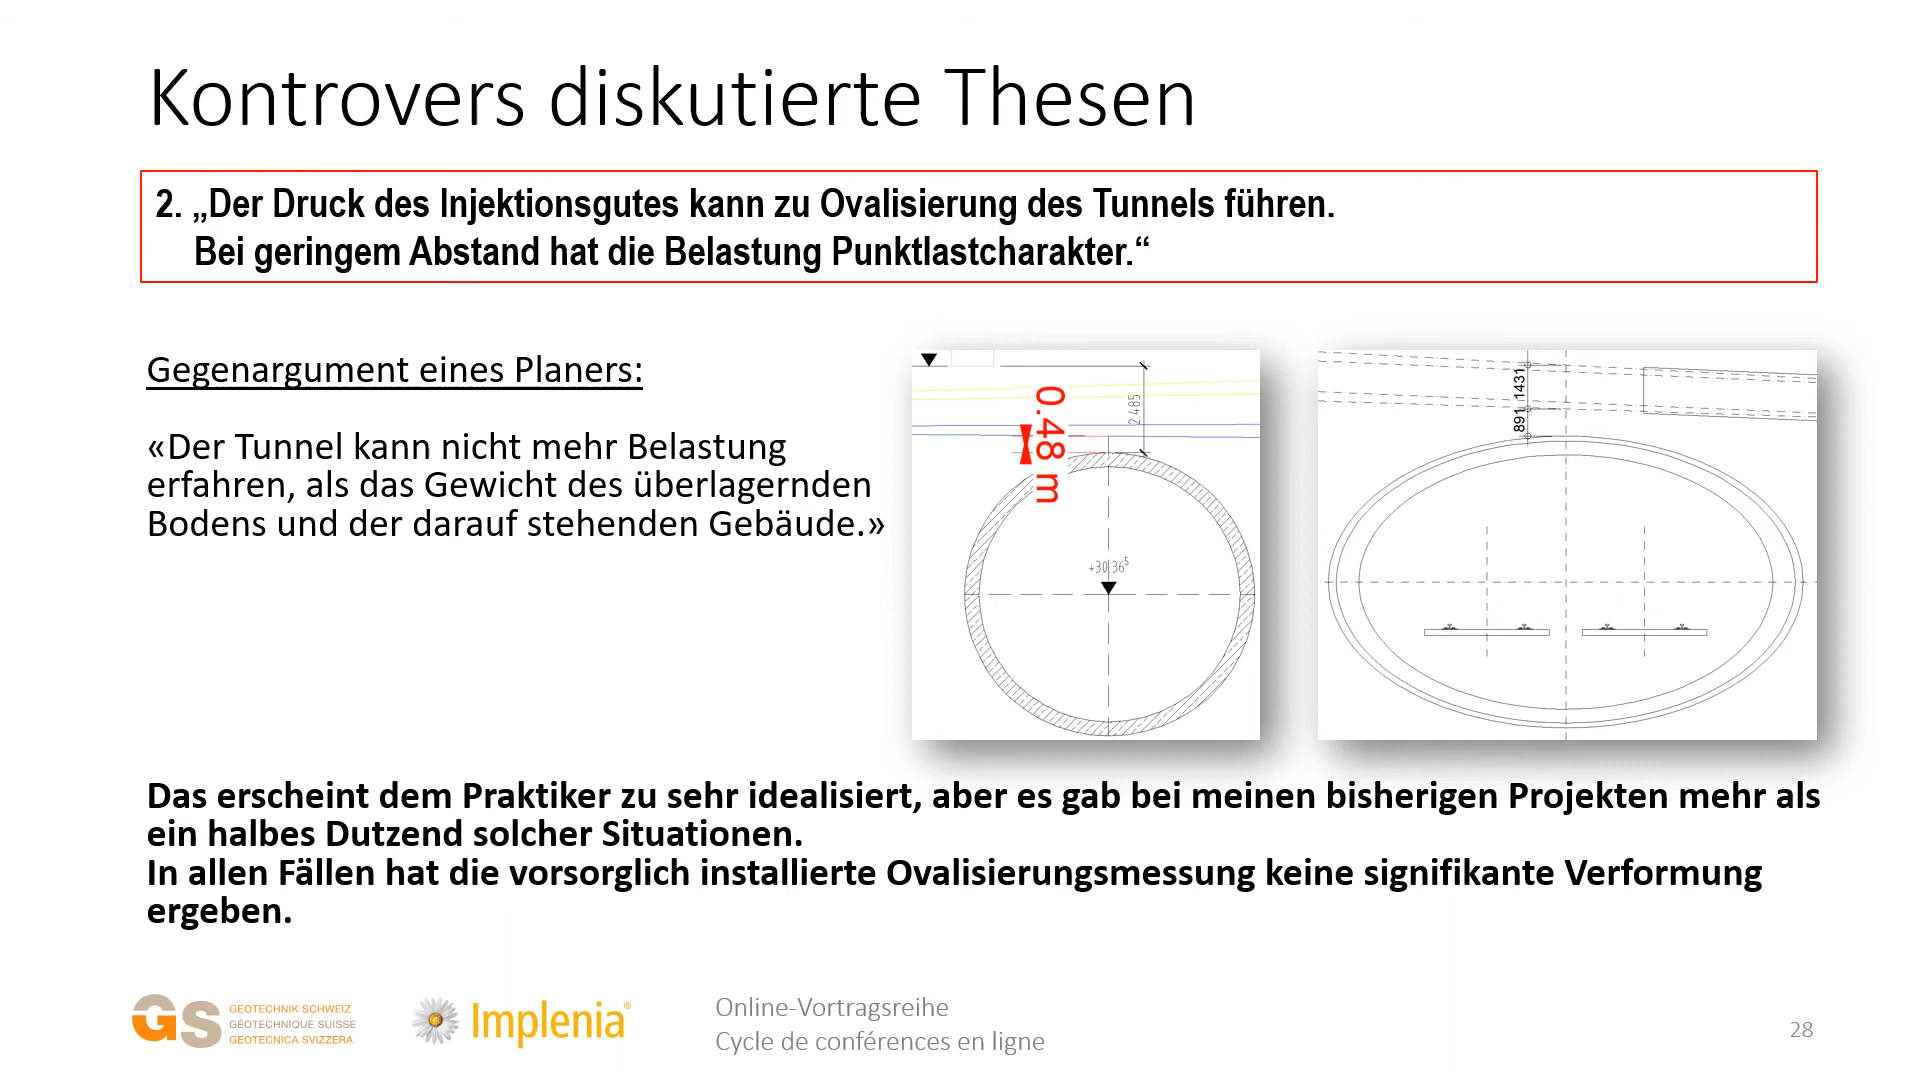 Kontrovers diskutierte Thesen
2. „Der Druck des Injektionsgutes kann zu Ovalisierung des Tunnels führen.
Bei geringem Abstand hat die Belastung Punktlastcharakter.“
Gegenargument eines Planers:
«Der Tunnel kann nicht mehr Belastung
erfahren, als das Gewicht des überlagernden
Bodens und der darauf stehenden Gebäude.»
0.48 m
2.485
+30.36⁵
891 1431
Das erscheint dem Praktiker zu sehr idealisiert, aber es gab bei meinen bisherigen Projekten mehr als
ein halbes Dutzend solcher Situationen.
In allen Fällen hat die vorsorglich installierte Ovalisierungsmessung keine signifikante Verformung
ergeben.
GS
GEOTECHNIK SCHWEIZ
GÉOTECHNIQUE SUISSE
GEOTECNICA SVIZZERA
Implenia®
Online-Vortragsreihe
Cycle de conférences en ligne
28